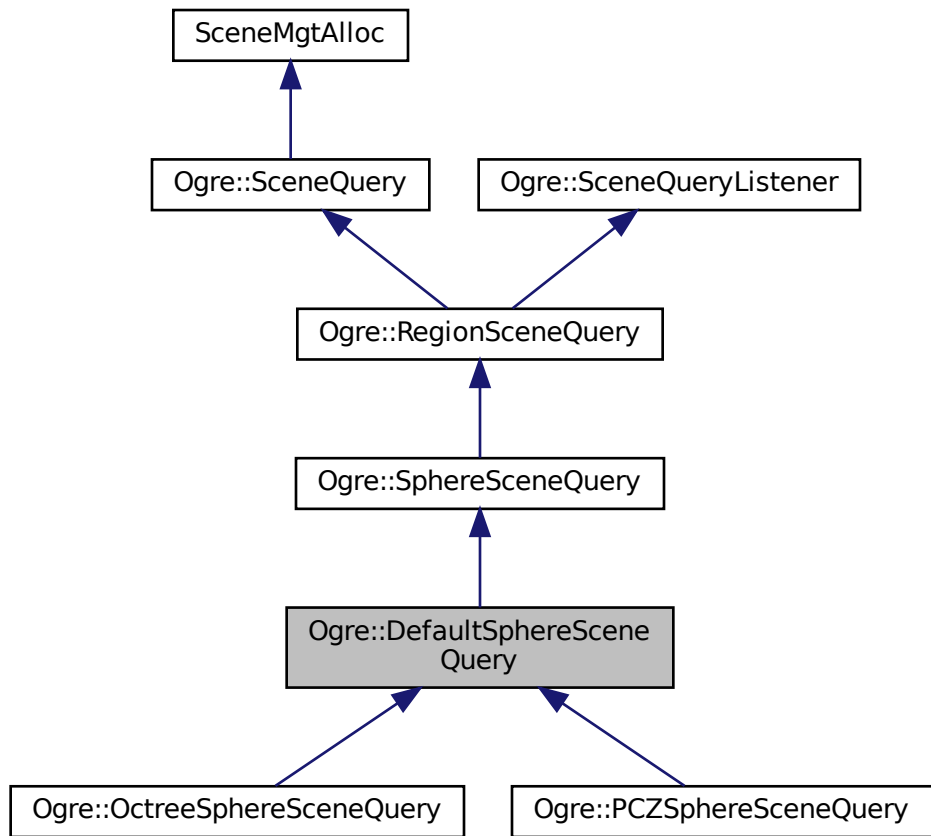 SceneMgtAlloc
Ogre::SceneQuery
Ogre::SceneQueryListener
Ogre::RegionSceneQuery
Ogre::SphereSceneQuery
Ogre::DefaultSphereScene
Query
Ogre::OctreeSphereSceneQuery
Ogre::PCZSphereSceneQuery